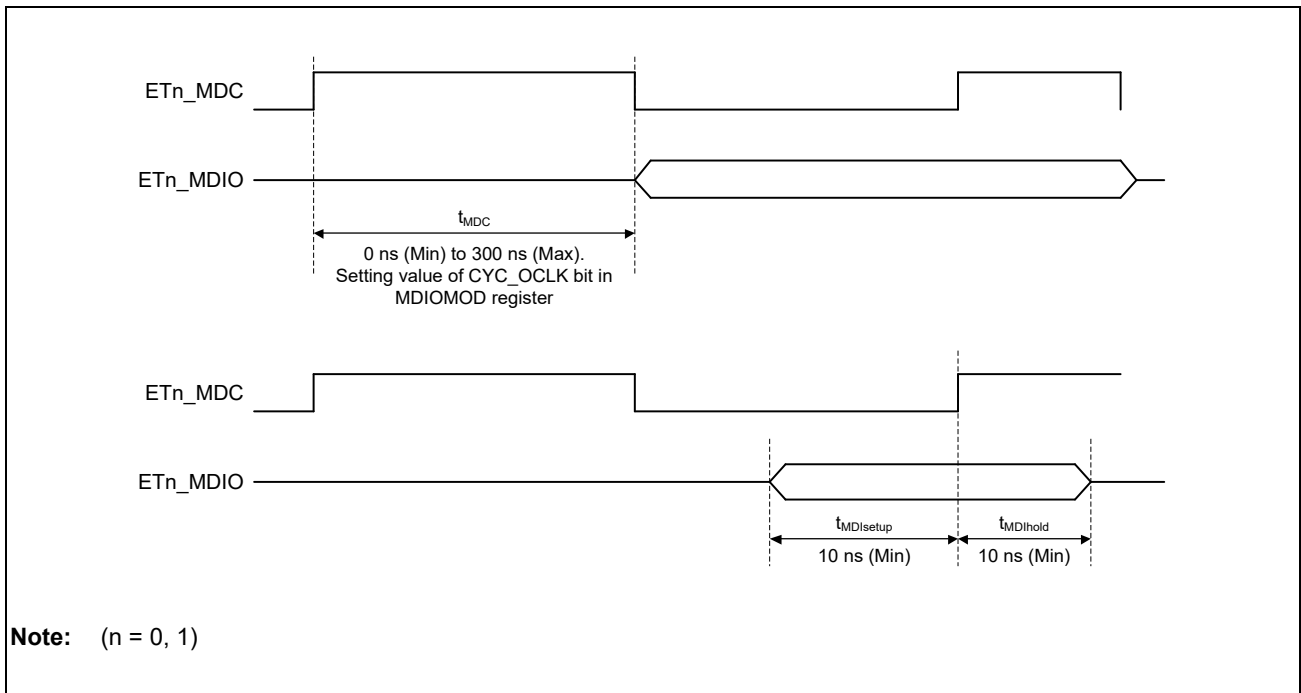 ETn_MDC
ETn_MDIO
tMDC
0 ns (Min) to 300 ns (Max).
Setting value of CYC_OCLK bit in
MDIOMOD register
ETn_MDC
ETn_MDIO
tMDIsetup tMDIhold
10 ns (Min) 10 ns (Min)
Note: (n = 0, 1)